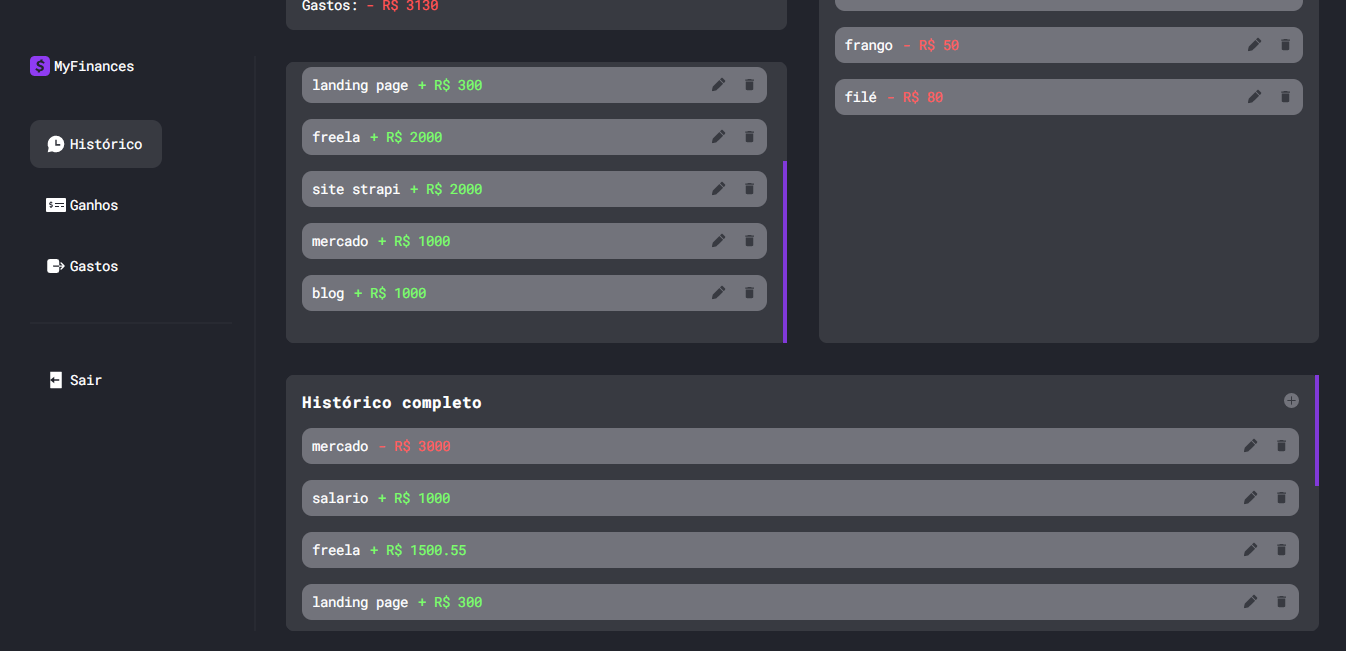 MyFinances
Histórico
Ganhos
Gastos
Sair
Gastos: - R$ 3130
landing page + R$ 300
freela + R$ 2000
site strapi + R$ 2000
mercado + R$ 1000
blog + R$ 1000
frango - R$ 50
filé - R$ 80
Histórico completo
mercado - R$ 3000
salario + R$ 1000
freela + R$ 1500.55
landing page + R$ 300